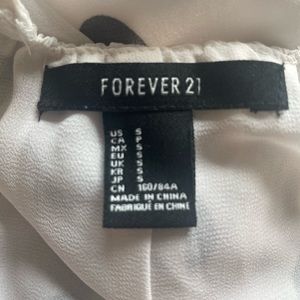 FOREVER 21
US S
CA P
MX S
EU S
UK S
KR S
JP S
CN 160/84A
MADE IN CHINA
FABRIQUÉ EN CHINE